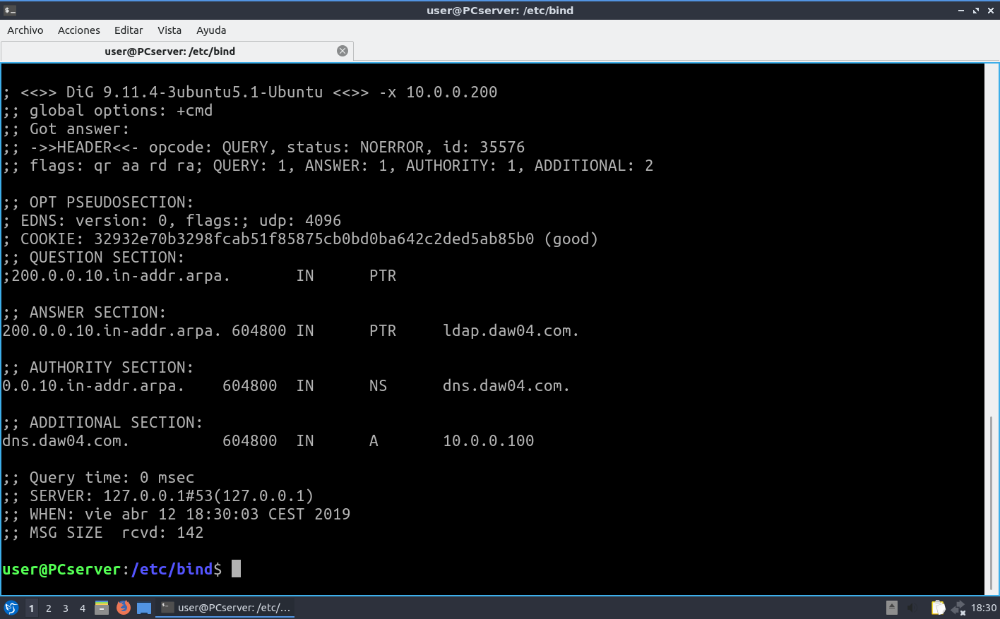 user@PCserver: /etc/bind
Archivo Acciones Editar Vista Ayuda
user@PCserver: /etc/bind
; <<>> DiG 9.11.4-3ubuntu5.1-Ubuntu <<>> -x 10.0.0.200
;; global options: +cmd
;; Got answer:
;; ->>HEADER<<- opcode: QUERY, status: NOERROR, id: 35576
;; flags: qr aa rd ra; QUERY: 1, ANSWER: 1, AUTHORITY: 1, ADDITIONAL: 2
;; OPT PSEUDOSECTION:
; EDNS: version: 0, flags:; udp: 4096
; COOKIE: 32932e70b3298fcab51f85875cb0bd0ba642c2ded5ab85b0 (good)
;; QUESTION SECTION:
;200.0.0.10.in-addr.arpa. IN PTR
;; ANSWER SECTION:
200.0.0.10.in-addr.arpa. 604800 IN PTR ldap.daw04.com.
;; AUTHORITY SECTION:
0.0.10.in-addr.arpa. 604800 IN NS dns.daw04.com.
;; ADDITIONAL SECTION:
dns.daw04.com. 604800 IN A 10.0.0.100
;; Query time: 0 msec
;; SERVER: 127.0.0.1#53(127.0.0.1)
;; WHEN: vie abr 12 18:30:03 CEST 2019
;; MSG SIZE  rcvd: 142
user@PCserver:/etc/bind$
1 2 3 4 user@PCserver: /etc/... 18:30